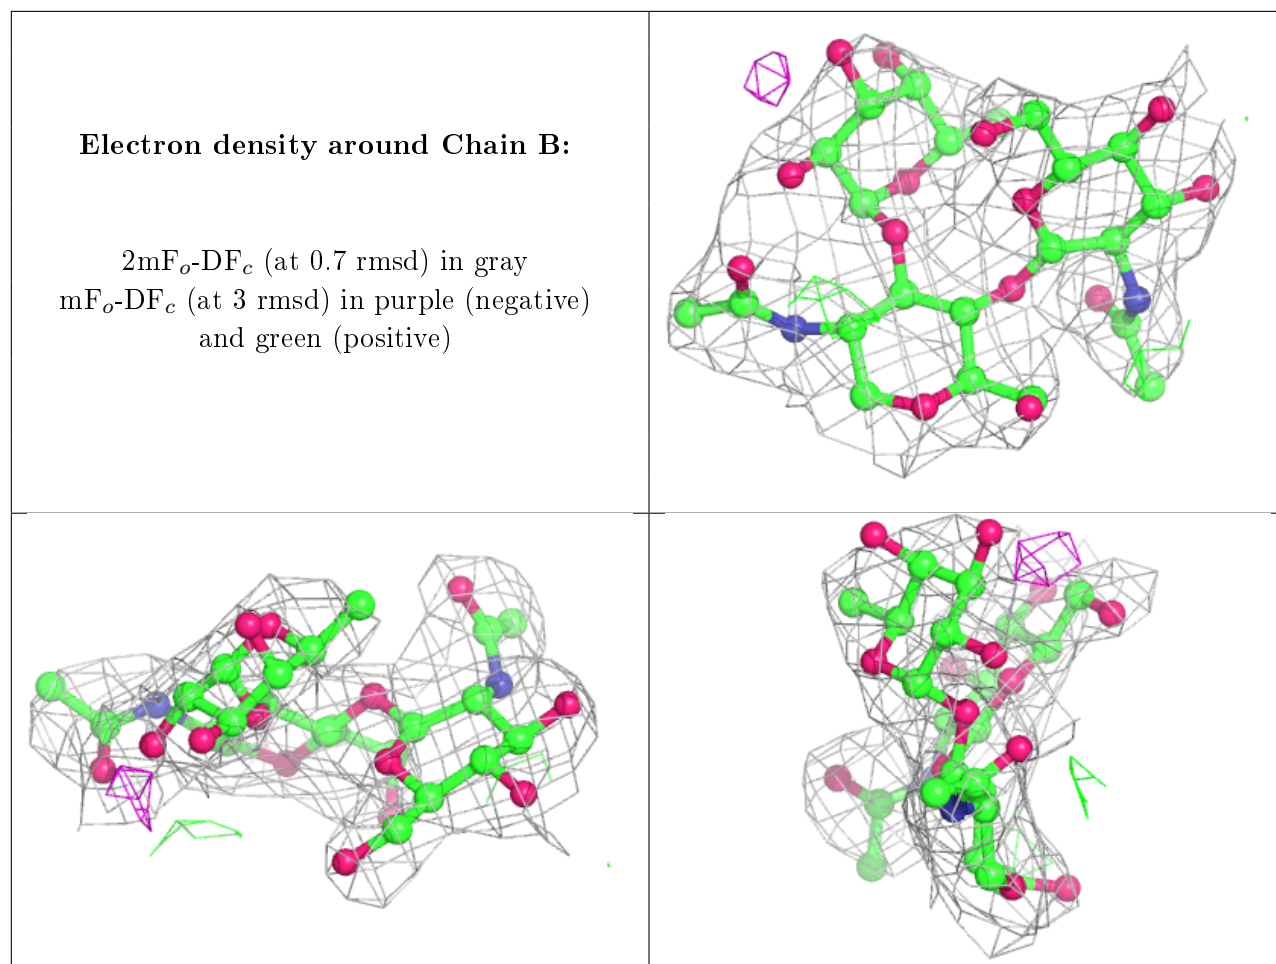 Electron density around Chain B:
2mFₒ-DF𝒸 (at 0.7 rmsd) in gray
mFₒ-DF𝒸 (at 3 rmsd) in purple (negative)
and green (positive)